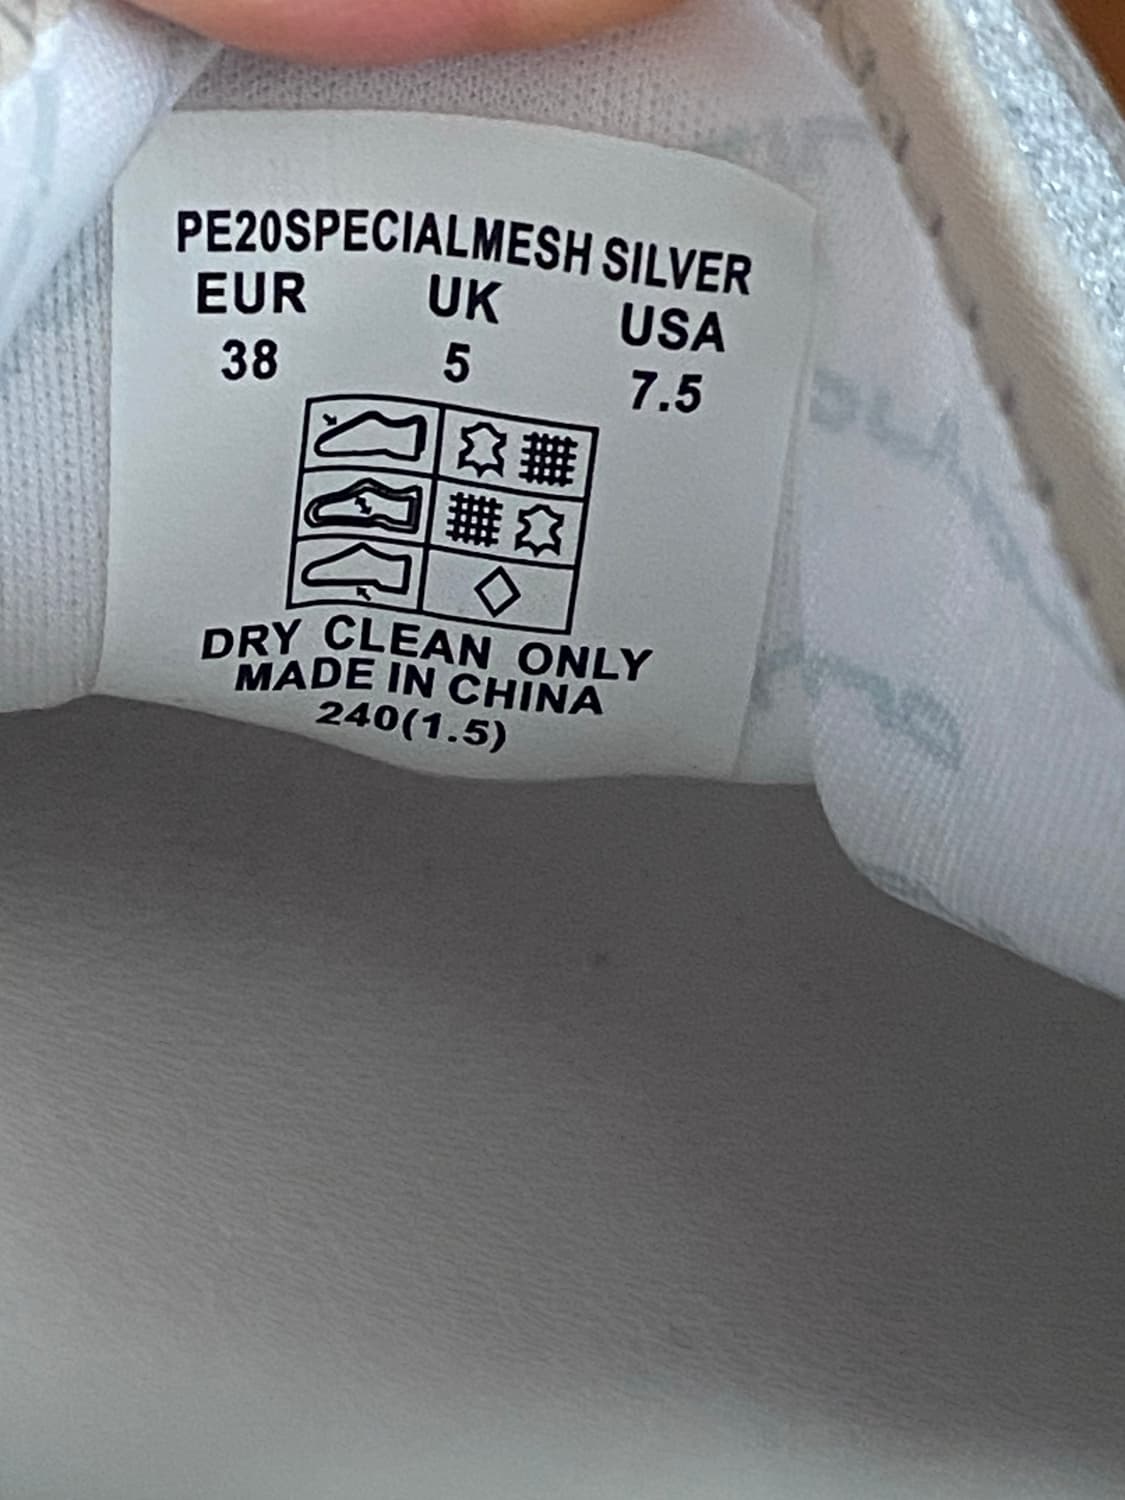 PE20SPECIALMESH SILVER
EUR UK USA
38 5 7.5
DRY CLEAN ONLY
MADE IN CHINA
240(1.5)